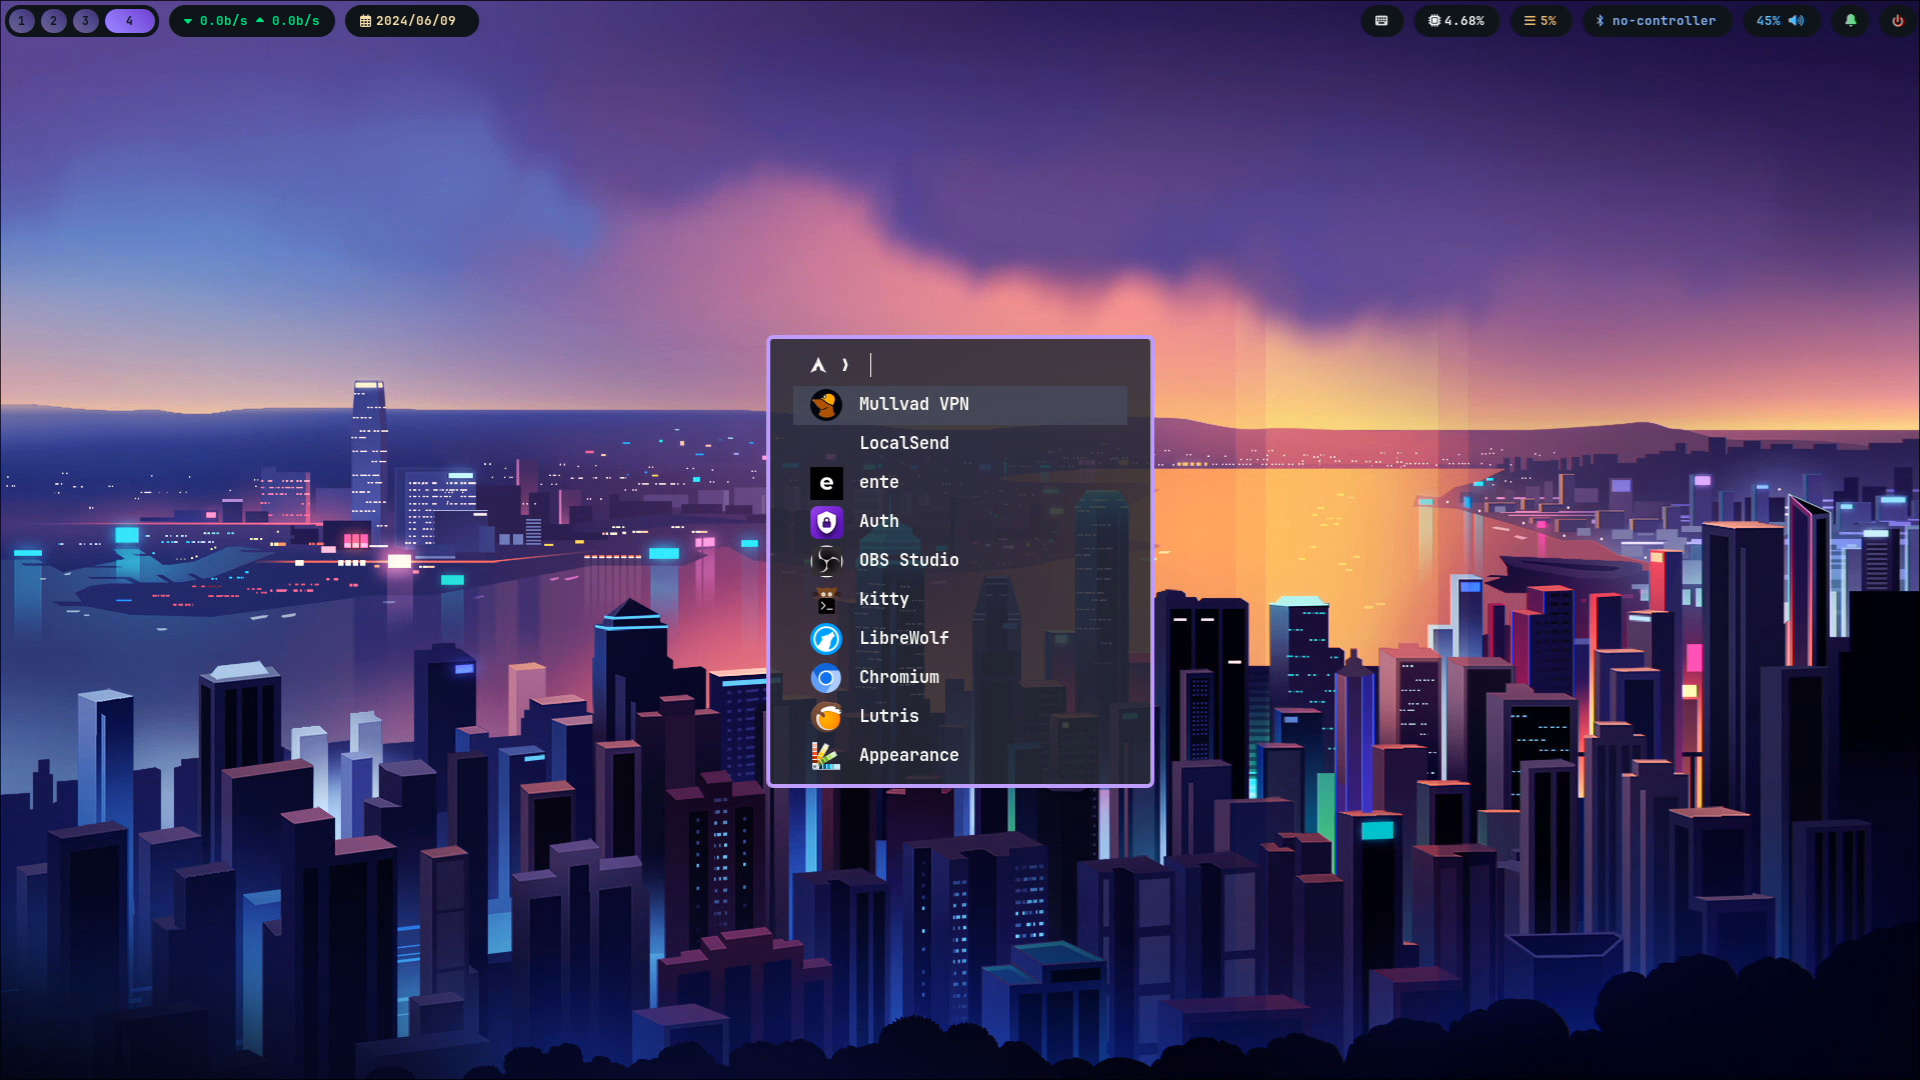 1 2 3 4 0.0b/s 0.0b/s 2024/06/09 4.68% 5% no-controller 45%
Mullvad VPN
LocalSend
e ente
Auth
OBS Studio
kitty
LibreWolf
Chromium
Lutris
Appearance